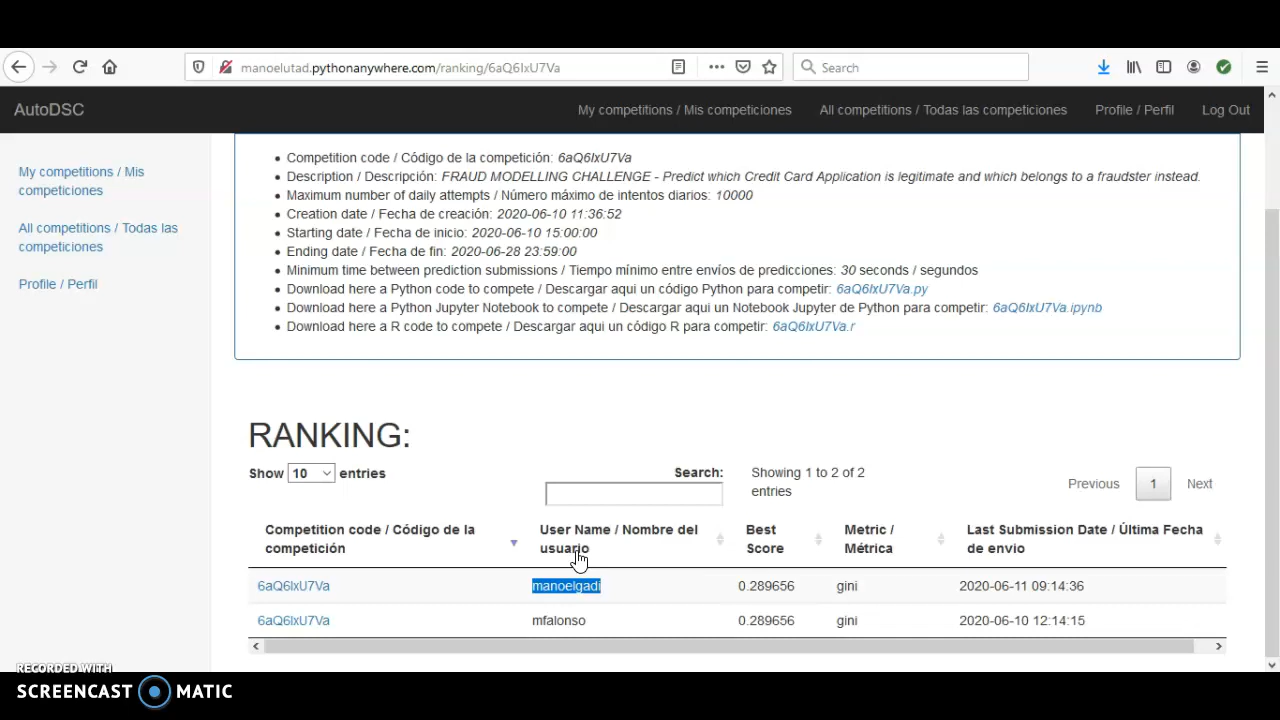 manoelutad.pythonanywhere.com/ranking/6aQ6IxU7Va
Search
AutoDSC
My competitions / Mis competiciones
All competitions / Todas las competiciones
Profile / Perfil
Log Out
My competitions / Mis
competiciones
All competitions / Todas las
competiciones
Profile / Perfil
Competition code / Código de la competición: 6aQ6IxU7Va
Description / Descripción: FRAUD MODELLING CHALLENGE - Predict which Credit Card Application is legitimate and which belongs to a fraudster instead.
Maximum number of daily attempts / Número máximo de intentos diarios: 10000
Creation date / Fecha de creación: 2020-06-10 11:36:52
Starting date / Fecha de inicio: 2020-06-10 15:00:00
Ending date / Fecha de fin: 2020-06-28 23:59:00
Minimum time between prediction submissions / Tiempo mínimo entre envíos de predicciones: 30 seconds / segundos
Download here a Python code to compete / Descargar aqui un código Python para competir: 6aQ6IxU7Va.py
Download here a Python Jupyter Notebook to compete / Descargar aqui un Notebook Jupyter de Python para competir: 6aQ6IxU7Va.ipynb
Download here a R code to compete / Descargar aqui un código R para competir: 6aQ6IxU7Va.r
RANKING:
Show 10 entries
Search:
Showing 1 to 2 of 2
entries
Previous 1 Next
Competition code / Código de la
competición
User Name / Nombre del
usuario
Best
Score
Metric /
Métrica
Last Submission Date / Última Fecha
de envio
6aQ6IxU7Va manoelgadi 0.289656 gini 2020-06-11 09:14:36
6aQ6IxU7Va mfalonso 0.289656 gini 2020-06-10 12:14:15
RECORDED WITH
SCREENCAST MATIC